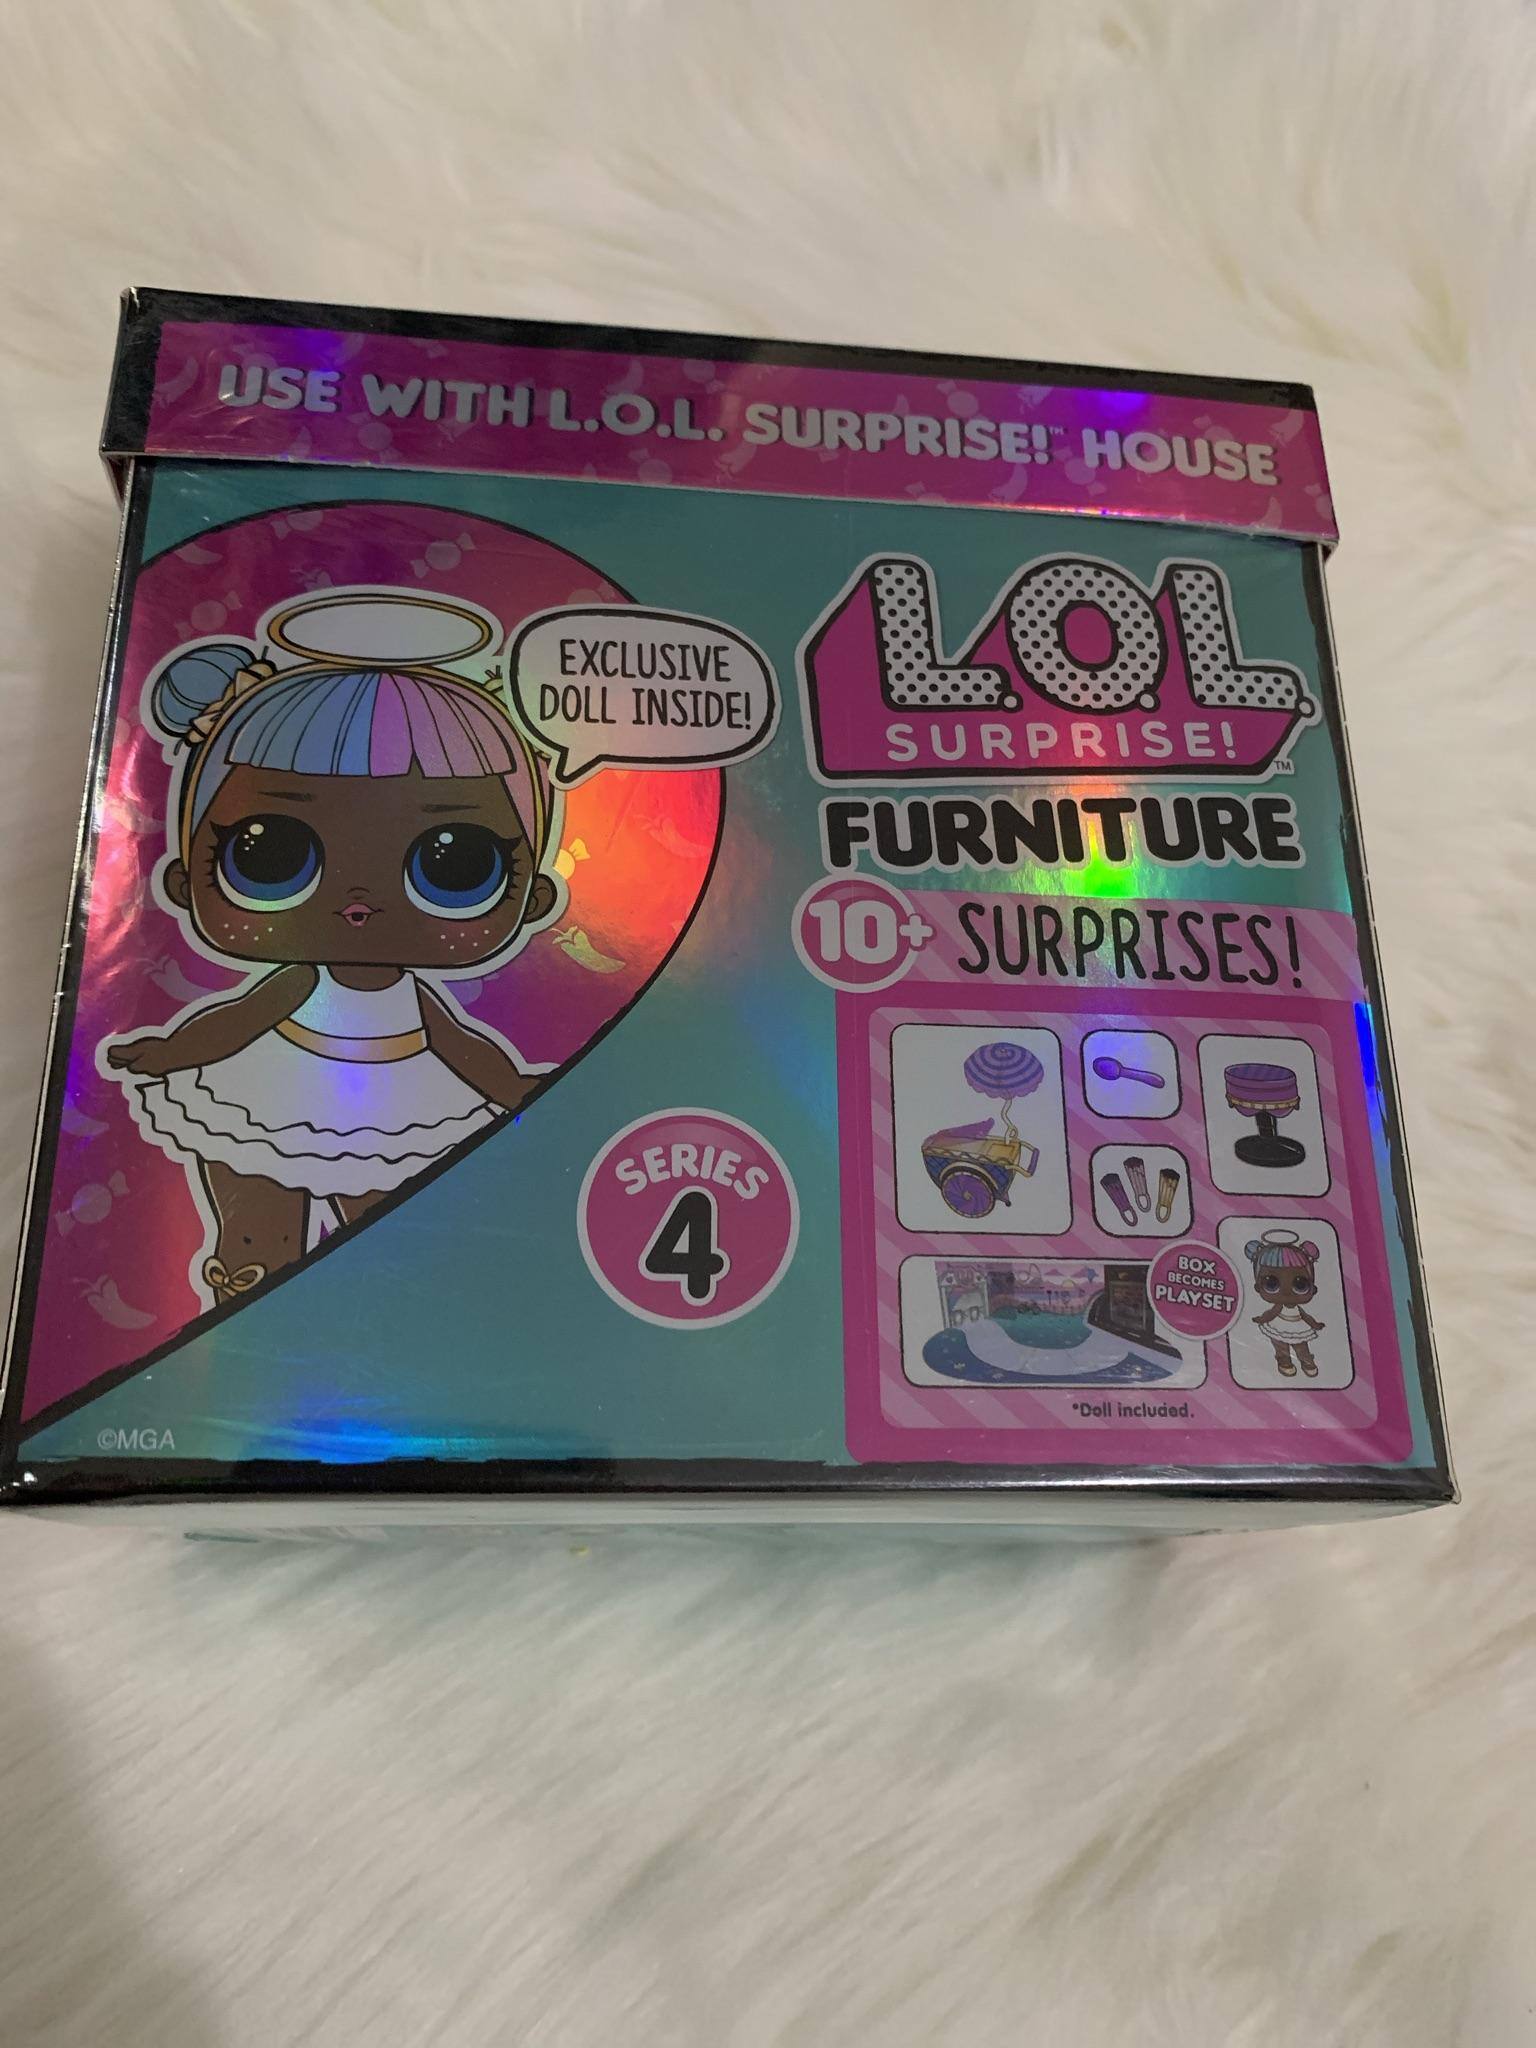 USE WITH L.O.L. SURPRISE!™ HOUSE
EXCLUSIVE
DOLL INSIDE!
L.O.L.
SURPRISE!
™
FURNITURE
10+ SURPRISES!
SERIES
4
BOX
BECOMES
PLAYSET
*Doll included.
©MGA